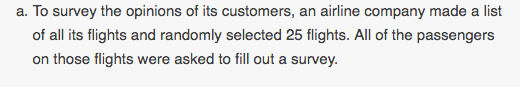 a. To survey the opinions of its customers, an airline company made a list
of all its flights and randomly selected 25 flights. All of the passengers
on those flights were asked to fill out a survey.